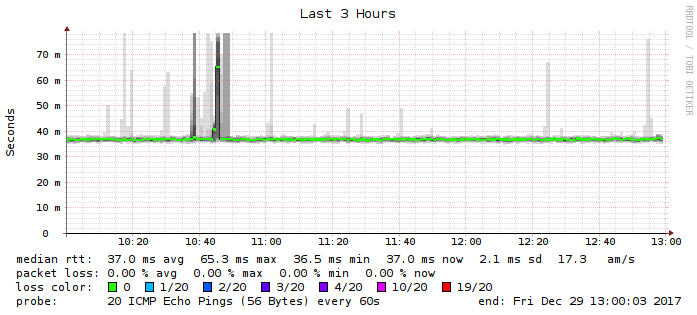 Last 3 Hours
RRDTOOL / TOBI OETIKER
Seconds
70 m
60 m
50 m
40 m
30 m
20 m
10 m
0
10:20 10:40 11:00 11:20 11:40 12:00 12:20 12:40 13:00
median rtt: 37.0 ms avg 65.3 ms max 36.5 ms min 37.0 ms now 2.1 ms sd 17.3 am/s
packet loss: 0.00 % avg 0.00 % max 0.00 % min 0.00 % now
loss color: 0 1/20 2/20 3/20 4/20 10/20 19/20
probe: 20 ICMP Echo Pings (56 Bytes) every 60s end: Fri Dec 29 13:00:03 2017